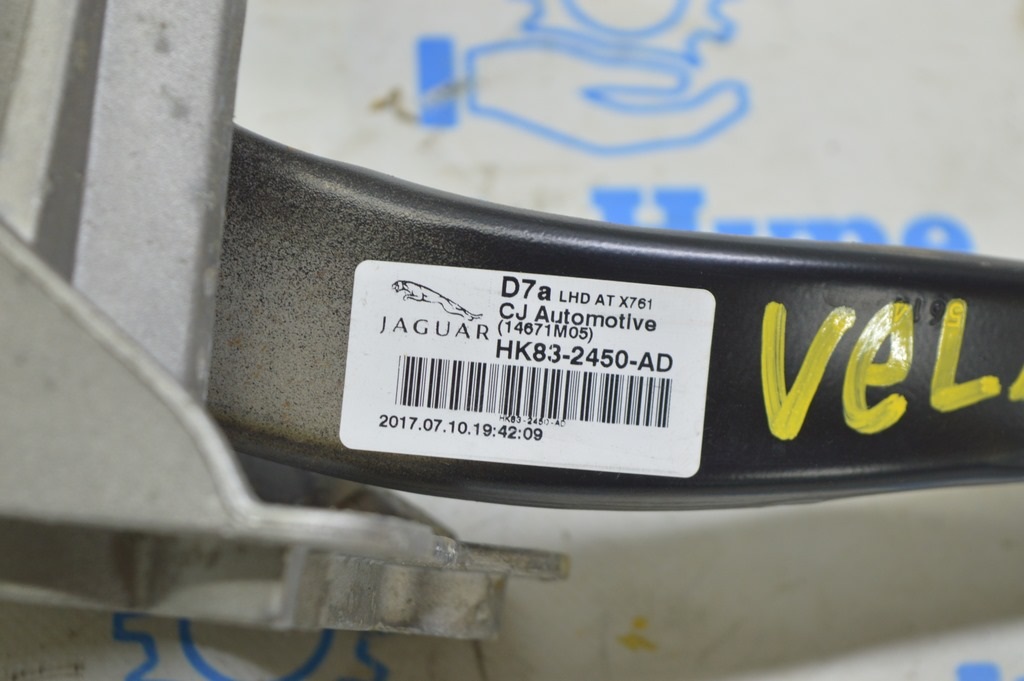 D7a LHD AT X761
CJ Automotive
(14671M05)
JAGUAR
HK83-2450-AD
HK83-2450-AD
2017.07.10.19:42:09